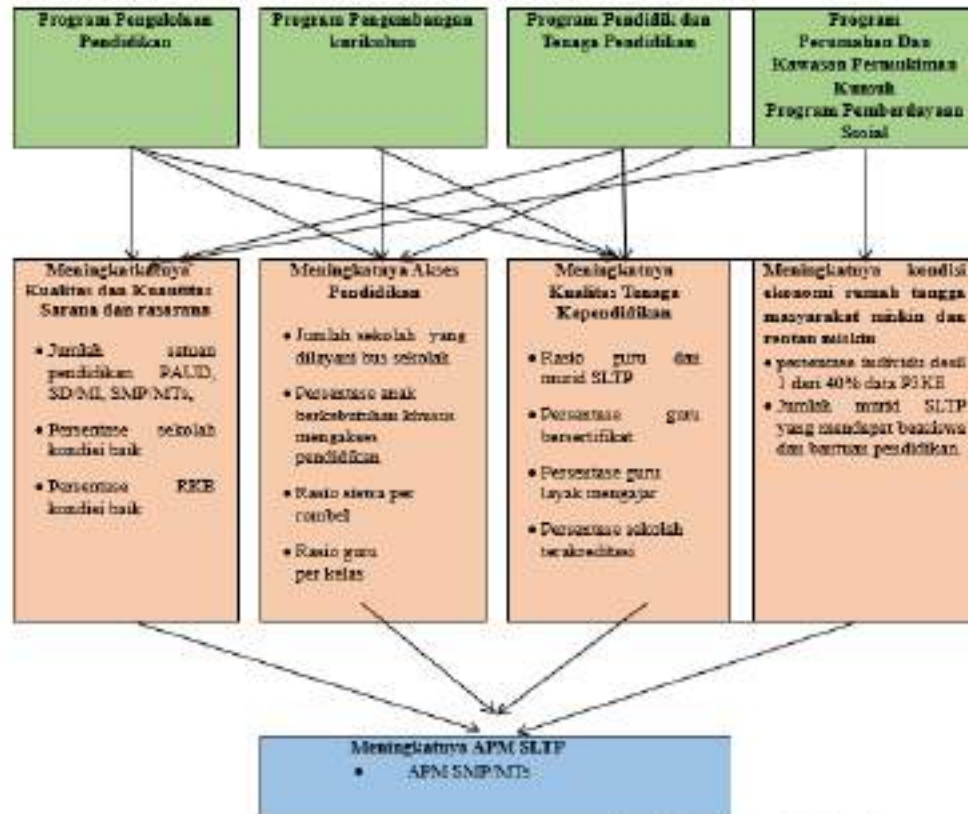 Program Pengelolaan
Pendidikan
Program Pengembangan
kurikulum
Program Pendidik dan
Tenaga Pendidikan
Program
Perumahan Dan
Kawasan Permukiman
Kumuh
Program Pemberdayaan
Sosial
Meningkatkatnya
Kualitas dan Kuantitas
Sarana dan rasarana
• Jumlah satuan
pendidikan PAUD,
SD/MI, SMP/MTs,
• Persentase sekolah
kondisi baik
• Persentase RKB
kondisi baik
Meningkatnya Akses
Pendidikan
• Jumlah sekolah yang
dilayani bus sekolah
• Persentase anak
berkebutuhan khusus
mengakses
pendidikan
• Rasio siswa per
rombel
• Rasio guru
per kelas
Meningkatnya
Kualitas Tenaga
Kependidikan
• Rasio guru dan
murid SLTP
• Persentase guru
bersertifikat
• Persentase guru
layak mengajar
• Persentase sekolah
terakreditasi
Meningkatnya kondisi
ekonomi rumah tangga
masyarakat miskin dan
rentan miskin
• persentase individu desil
1 dari 40% data P3KE
• Jumlah murid SLTP
yang mendapat beasiswa
dan bantuan pendidikan.
Meningkatnya APM SLTP
• APM SMP/MTs